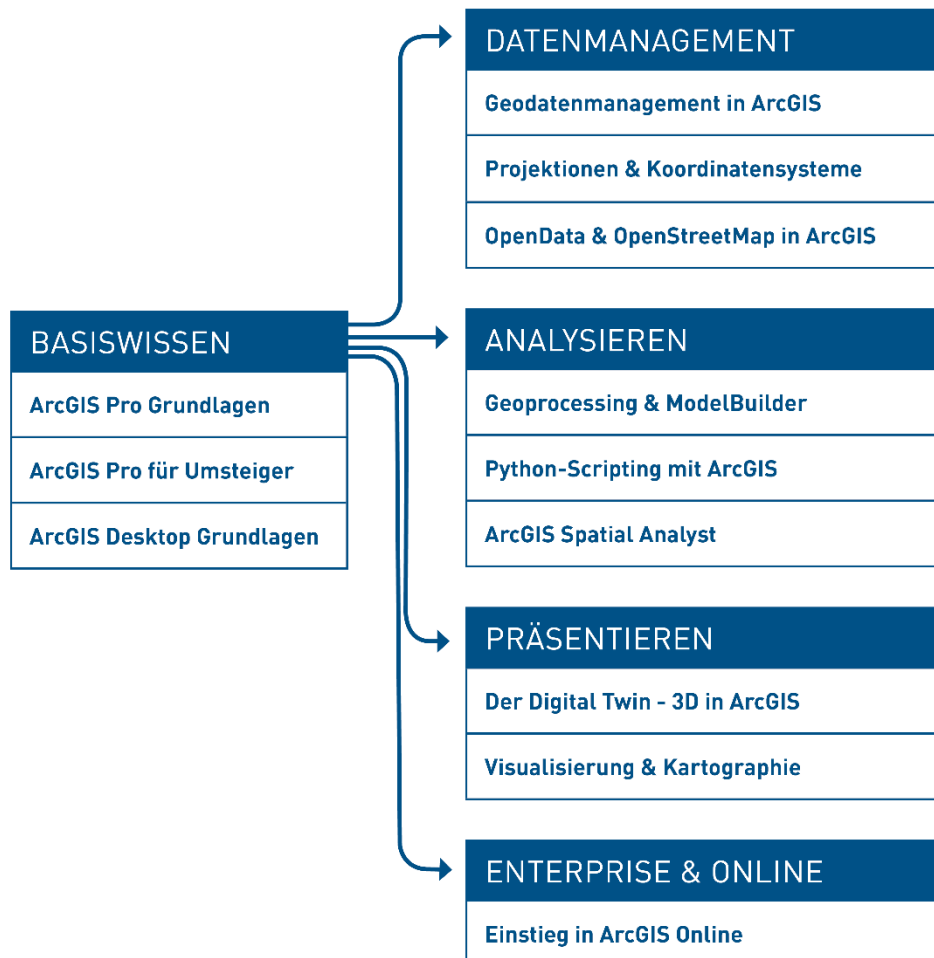 BASISWISSEN
ArcGIS Pro Grundlagen
ArcGIS Pro für Umsteiger
ArcGIS Desktop Grundlagen
DATENMANAGEMENT
Geodatenmanagement in ArcGIS
Projektionen & Koordinatensysteme
OpenData & OpenStreetMap in ArcGIS
ANALYSIEREN
Geoprocessing & ModelBuilder
Python-Scripting mit ArcGIS
ArcGIS Spatial Analyst
PRÄSENTIEREN
Der Digital Twin - 3D in ArcGIS
Visualisierung & Kartographie
ENTERPRISE & ONLINE
Einstieg in ArcGIS Online